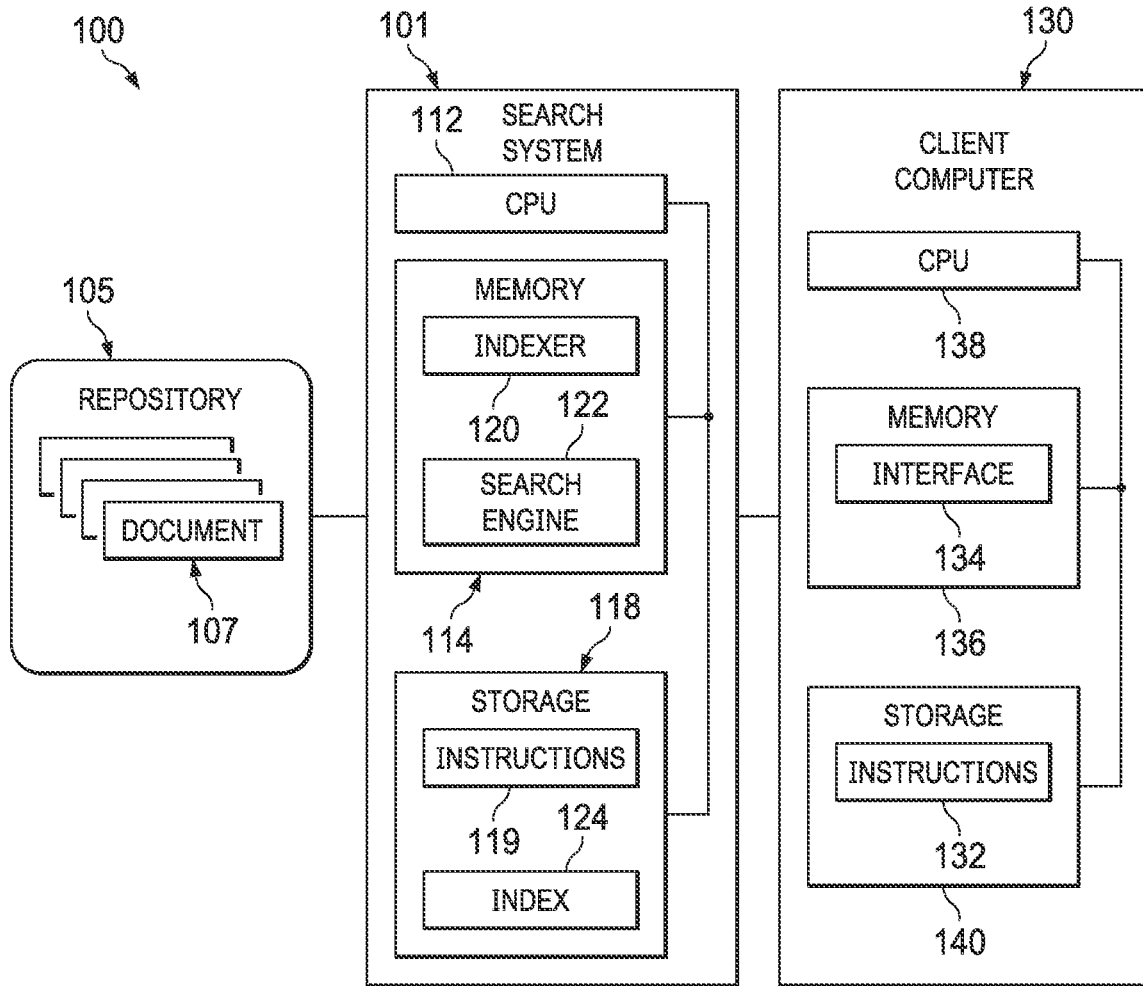 100
101
130
112
SEARCH
SYSTEM
CPU
MEMORY
INDEXER
120
122
SEARCH
ENGINE
114
118
STORAGE
INSTRUCTIONS
119
124
INDEX
105
REPOSITORY
DOCUMENT
107
CLIENT
COMPUTER
CPU
138
MEMORY
INTERFACE
134
136
STORAGE
INSTRUCTIONS
132
140